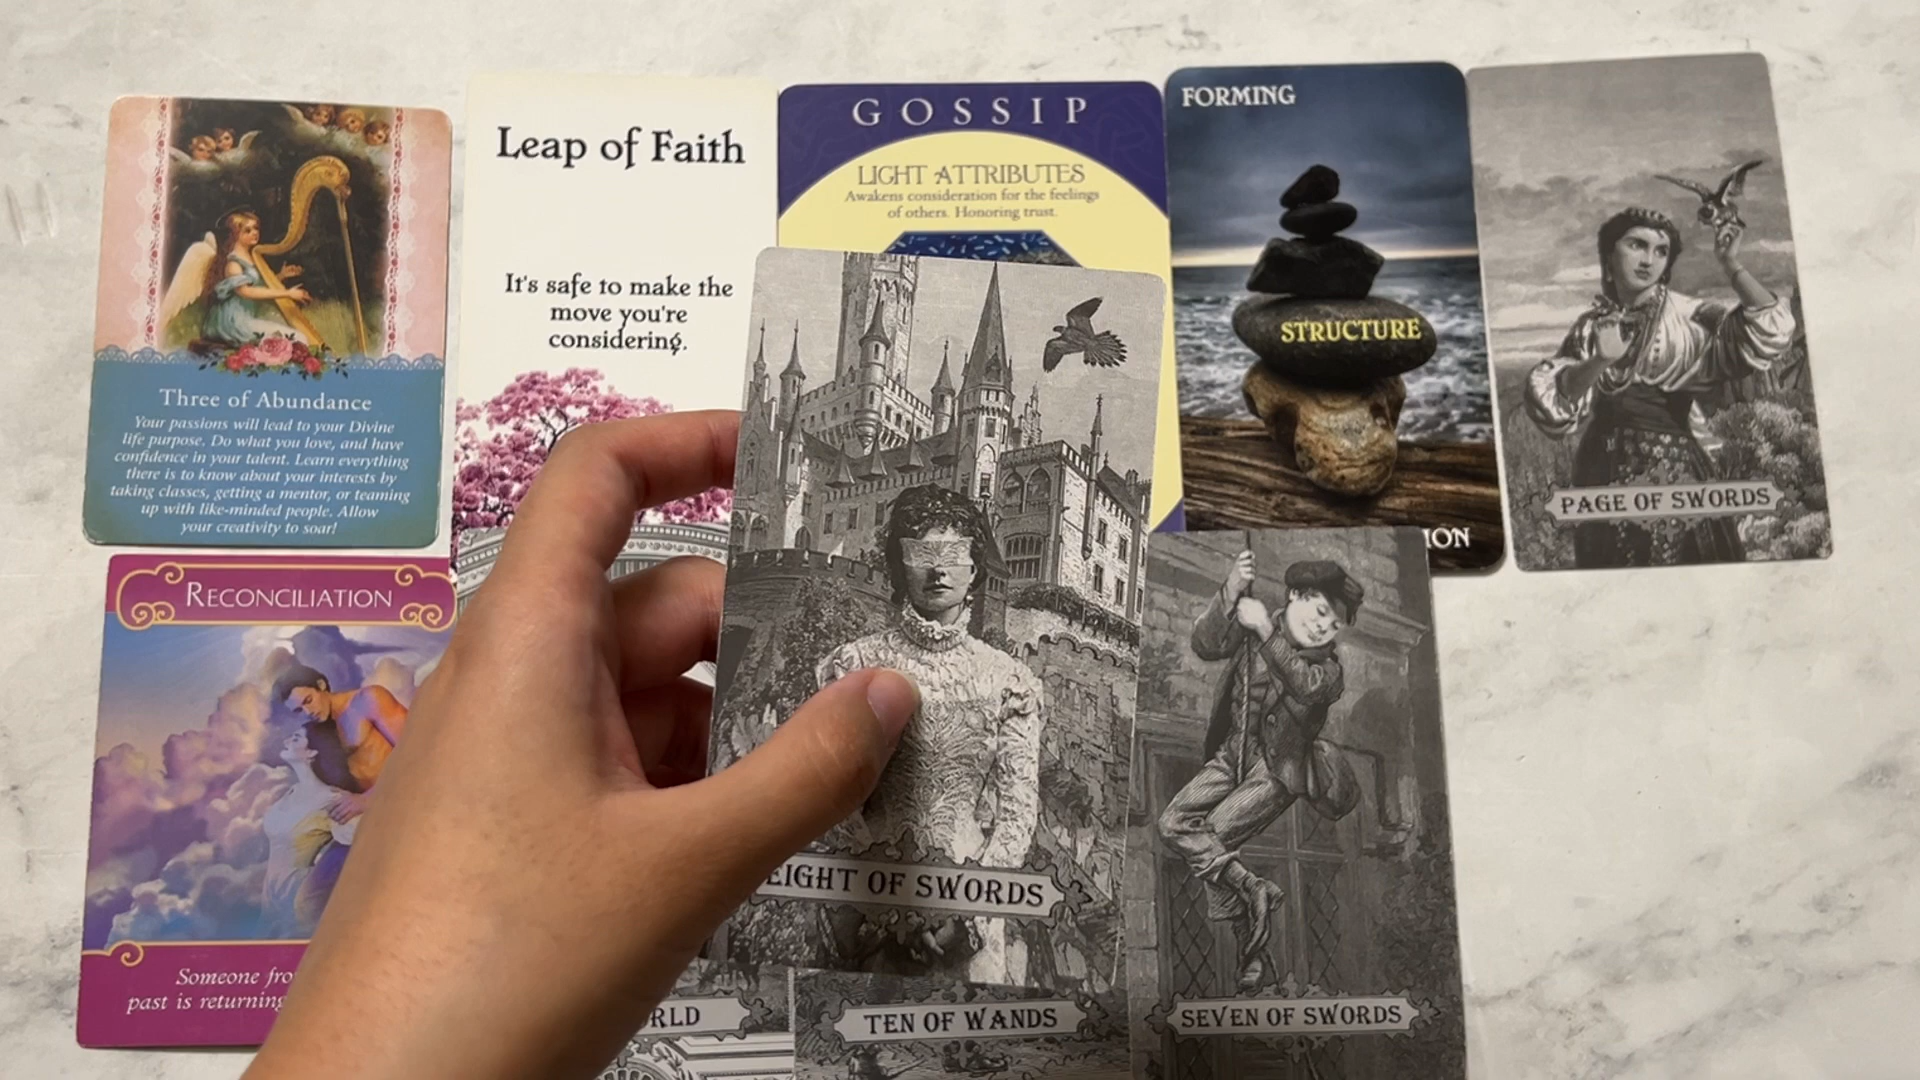 Three of Abundance
Your passions will lead to your Divine
life purpose. Do what you love, and have
confidence in your talent. Learn everything
there is to know about your interests by
taking classes, getting a mentor, or teaming
up with like-minded people. Allow
your creativity to soar!
Leap of Faith
It's safe to make the
move you're
considering.
GOSSIP
LIGHT ATTRIBUTES
Awakens consideration for the feelings
of others. Honoring trust.
FORMING
STRUCTURE
ION
PAGE OF SWORDS
RECONCILIATION
Someone fro
past is returning
EIGHT OF SWORDS
RLD
TEN OF WANDS
SEVEN OF SWORDS